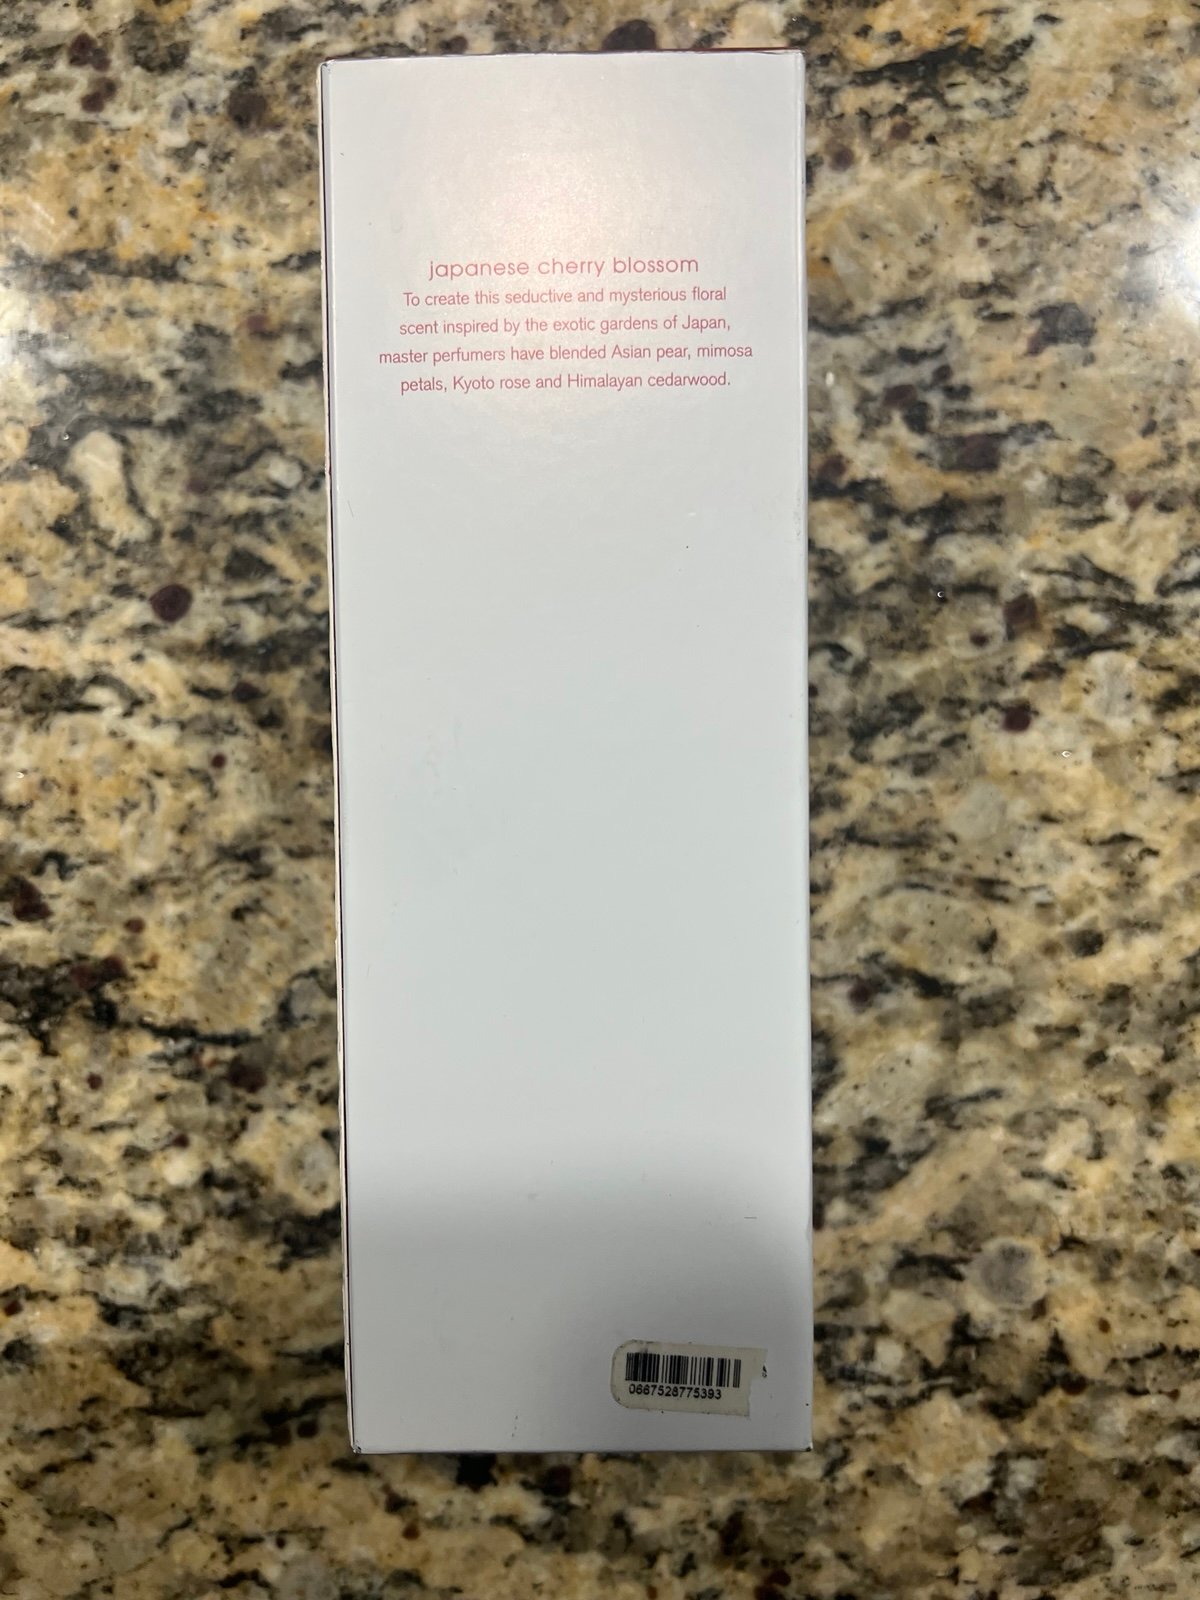 japanese cherry blossom
To create this seductive and mysterious floral
scent inspired by the exotic gardens of Japan,
master perfumers have blended Asian pear, mimosa
petals, Kyoto rose and Himalayan cedarwood.
0667528775393